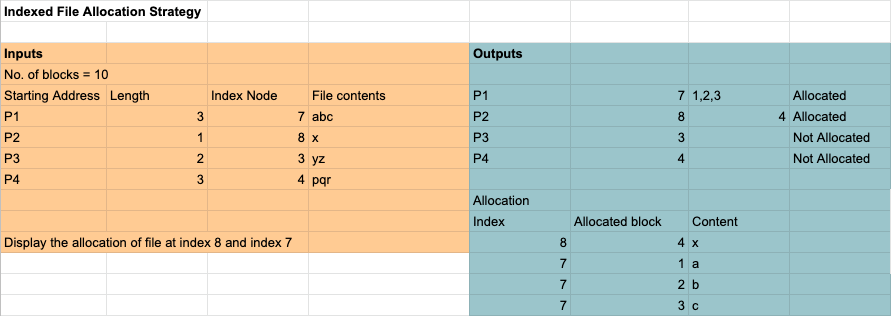 Indexed File Allocation Strategy
Inputs Outputs
No. of blocks = 10
Starting Address Length Index Node File contents P1 7 1,2,3 Allocated
P1 3 7 abc P2 8 4 Allocated
P2 1 8 x P3 3 Not Allocated
P3 2 3 yz P4 4 Not Allocated
P4 3 4 pqr
Allocation
Index Allocated block Content
Display the allocation of file at index 8 and index 7 8 4 x
7 1 a
7 2 b
7 3 c